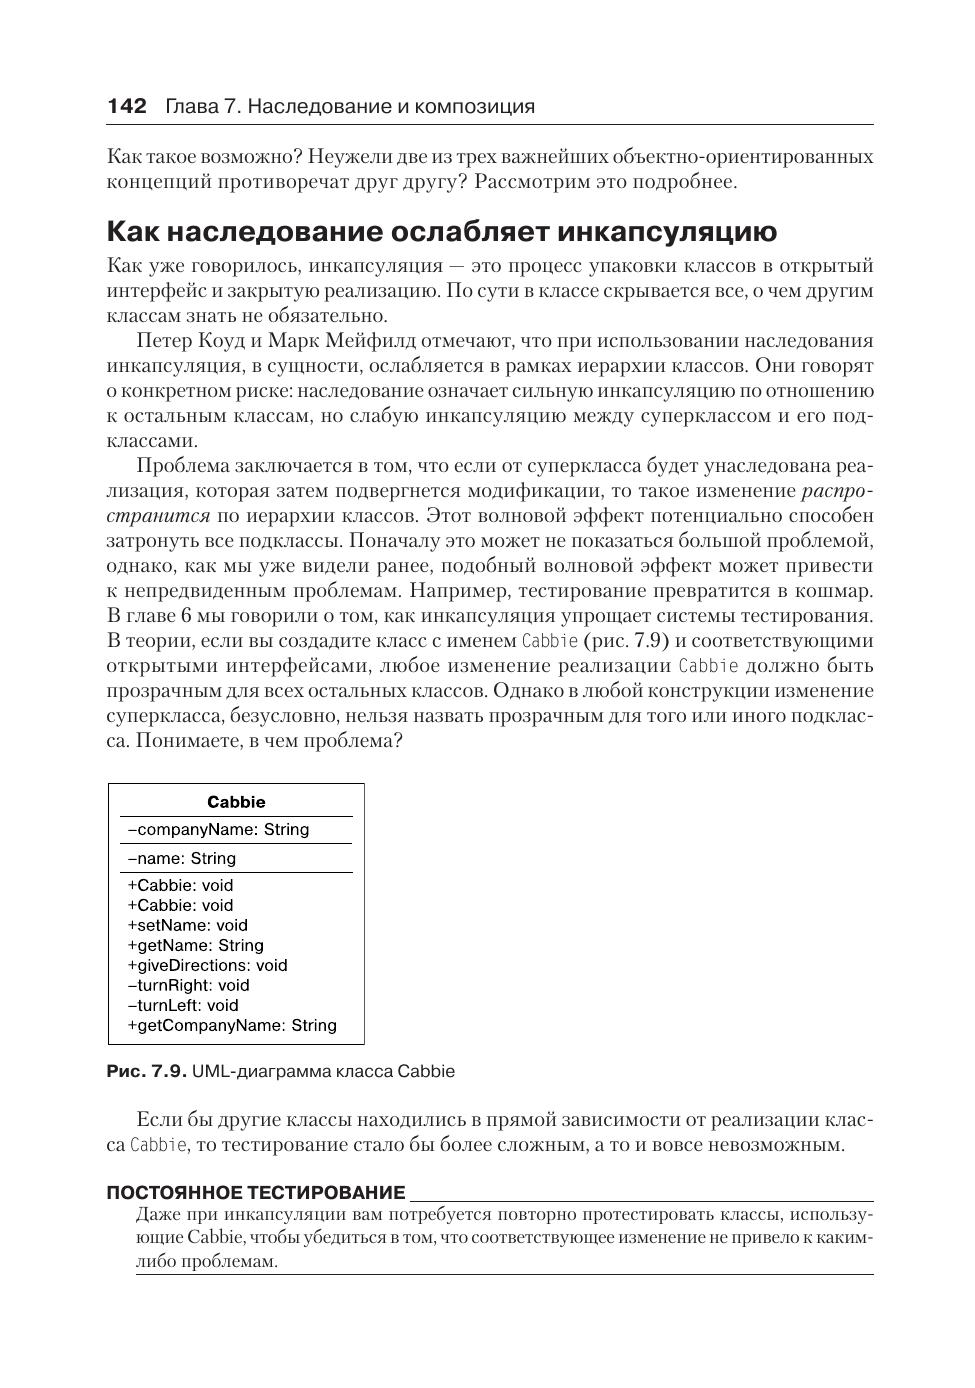 142 Глава 7. Наследование и композиция
Как такое возможно? Неужели две из трех важнейших объектно-ориентированных
концепций противоречат друг другу? Рассмотрим это подробнее.
Как наследование ослабляет инкапсуляцию
Как уже говорилось, инкапсуляция — это процесс упаковки классов в открытый
интерфейс и закрытую реализацию. По сути в классе скрывается все, о чем другим
классам знать не обязательно.
Петер Коуд и Марк Мейфилд отмечают, что при использовании наследования
инкапсуляция, в сущности, ослабляется в рамках иерархии классов. Они говорят
о конкретном риске: наследование означает сильную инкапсуляцию по отношению
к остальным классам, но слабую инкапсуляцию между суперклассом и его под-
классами.
Проблема заключается в том, что если от суперкласса будет унаследована реа-
лизация, которая затем подвергнется модификации, то такое изменение распро-
странится по иерархии классов. Этот волновой эффект потенциально способен
затронуть все подклассы. Поначалу это может не показаться большой проблемой,
однако, как мы уже видели ранее, подобный волновой эффект может привести
к непредвиденным проблемам. Например, тестирование превратится в кошмар.
В главе 6 мы говорили о том, как инкапсуляция упрощает системы тестирования.
В теории, если вы создадите класс с именем Cabbie (рис. 7.9) и соответствующими
открытыми интерфейсами, любое изменение реализации Cabbie должно быть
прозрачным для всех остальных классов. Однако в любой конструкции изменение
суперкласса, безусловно, нельзя назвать прозрачным для того или иного подклас-
са. Понимаете, в чем проблема?
Cabbie
–companyName: String
–name: String
+Cabbie: void
+Cabbie: void
+setName: void
+getName: String
+giveDirections: void
–turnRight: void
–turnLeft: void
+getCompanyName: String
Рис. 7.9. UML-диаграмма класса Cabbie
Если бы другие классы находились в прямой зависимости от реализации клас-
са Cabbie, то тестирование стало бы более сложным, а то и вовсе невозможным.
ПОСТОЯННОЕ ТЕСТИРОВАНИЕ
Даже при инкапсуляции вам потребуется повторно протестировать классы, использу-
ющие Cabbie, чтобы убедиться в том, что соответствующее изменение не привело к каким-
либо проблемам.